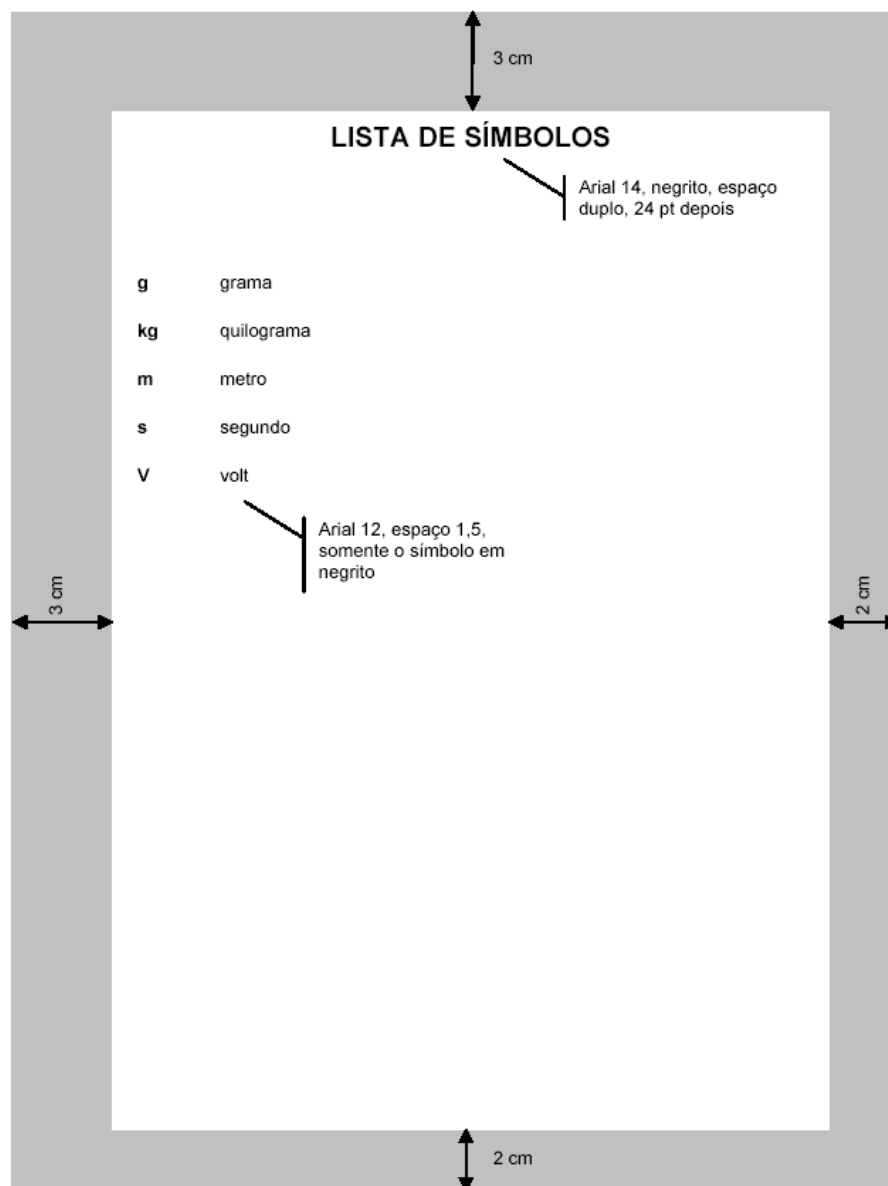 3 cm
LISTA DE SÍMBOLOS
Arial 14, negrito, espaço
duplo, 24 pt depois
g grama
kg quilograma
m metro
s segundo
V volt
Arial 12, espaço 1,5,
somente o símbolo em
negrito
3 cm
2 cm
2 cm